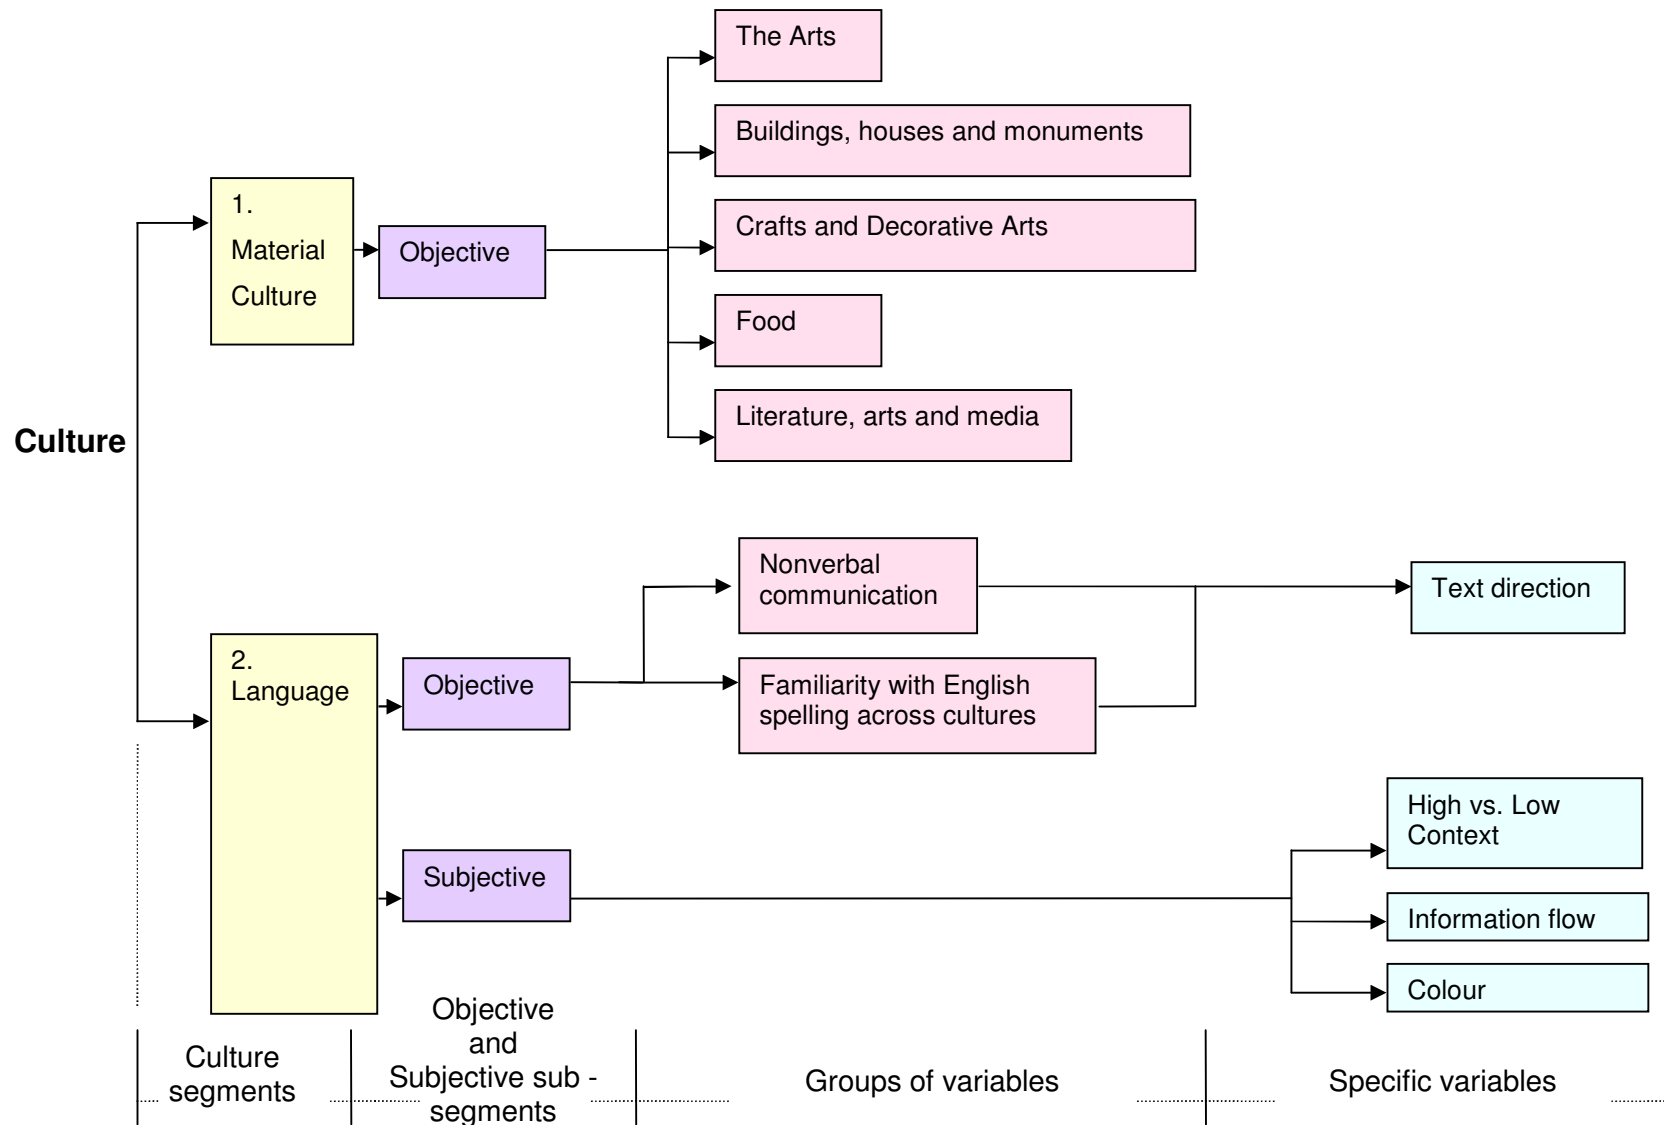 The Arts
Buildings, houses and monuments
1.
Material
Culture
Objective
Crafts and Decorative Arts
Food
Literature, arts and media
Culture
Nonverbal
communication
Text direction
2.
Language
Objective
Familiarity with English
spelling across cultures
High vs. Low
Context
Subjective
Information flow
Colour
Culture
segments
Objective
and
Subjective sub -
segments
Groups of variables
Specific variables